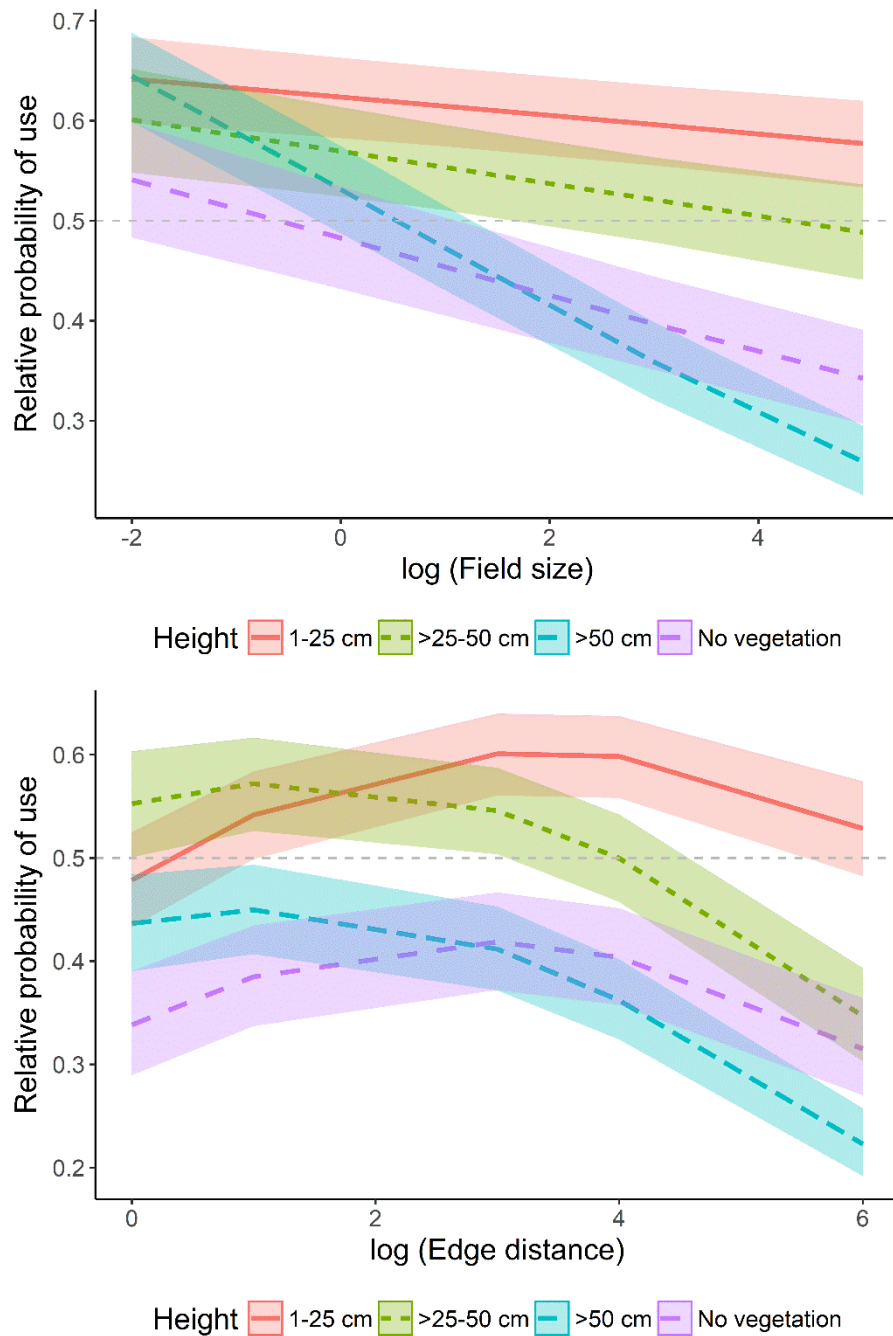 Relative probability of use
0.7
0.6
0.5
0.4
0.3
-2 0 2 4
log (Field size)
Height 1-25 cm >25-50 cm >50 cm No vegetation
Relative probability of use
0.6
0.5
0.4
0.3
0.2
0 2 4 6
log (Edge distance)
Height 1-25 cm >25-50 cm >50 cm No vegetation